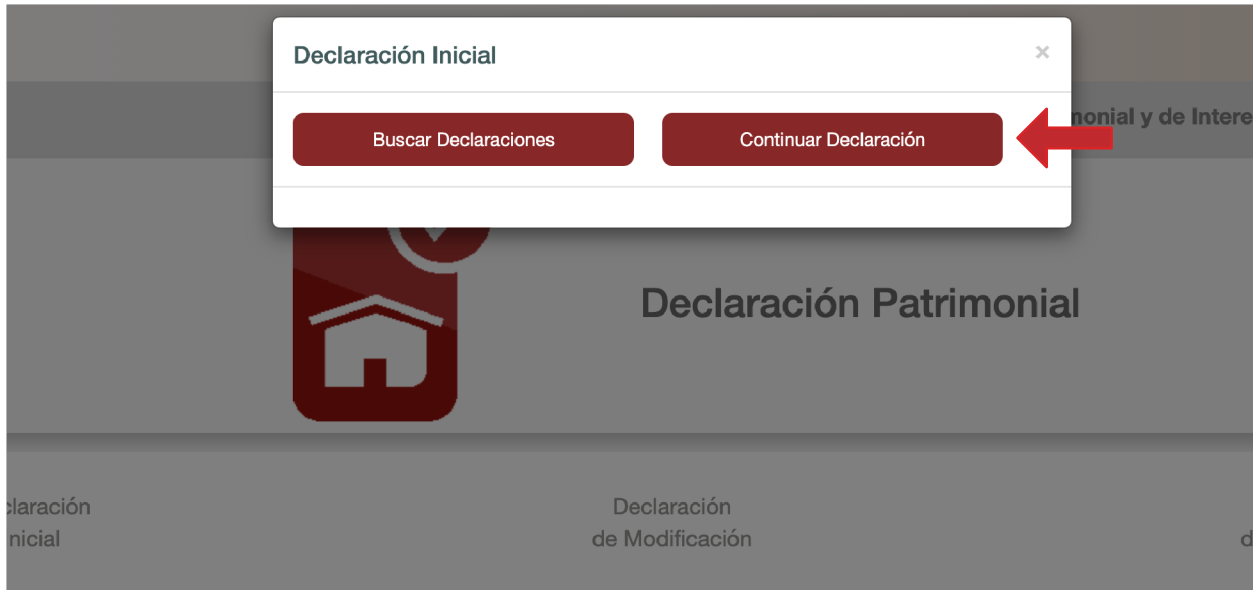 Declaración Inicial
×
Buscar Declaraciones
Continuar Declaración
monial y de Intere
Declaración Patrimonial
claración
nicial
Declaración
de Modificación
d